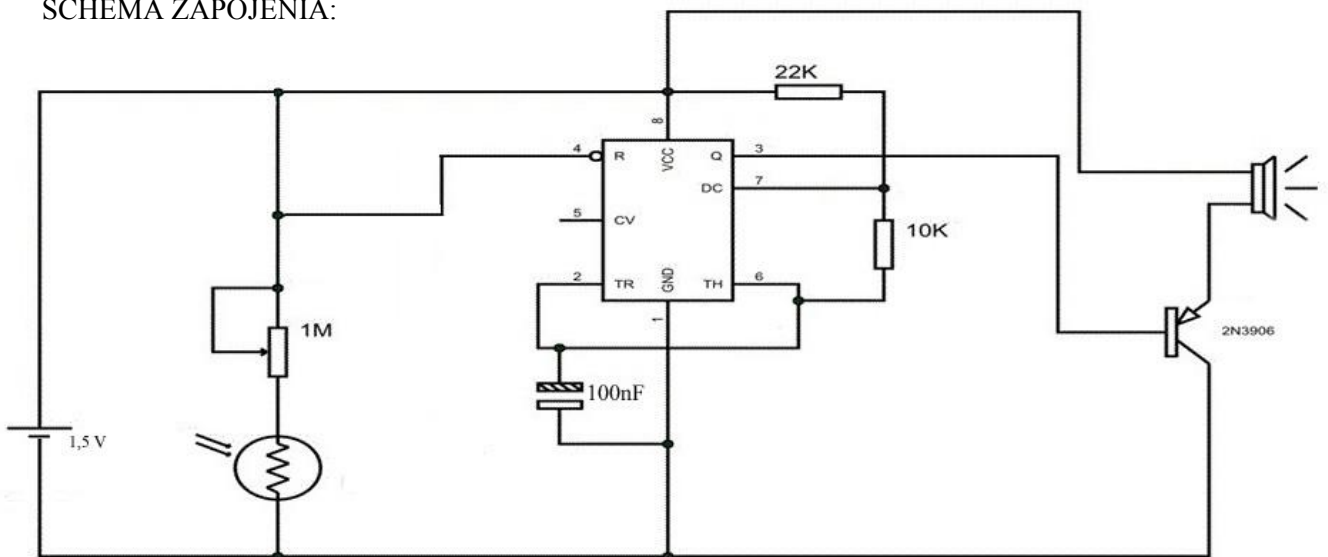 SCHEMA ZAPOJENIA:
22K
8
4 R VCC Q 3
DC 7
5 CV
10K
2 TR GND TH 6
1
1M
2N3906
100nF
1,5 V